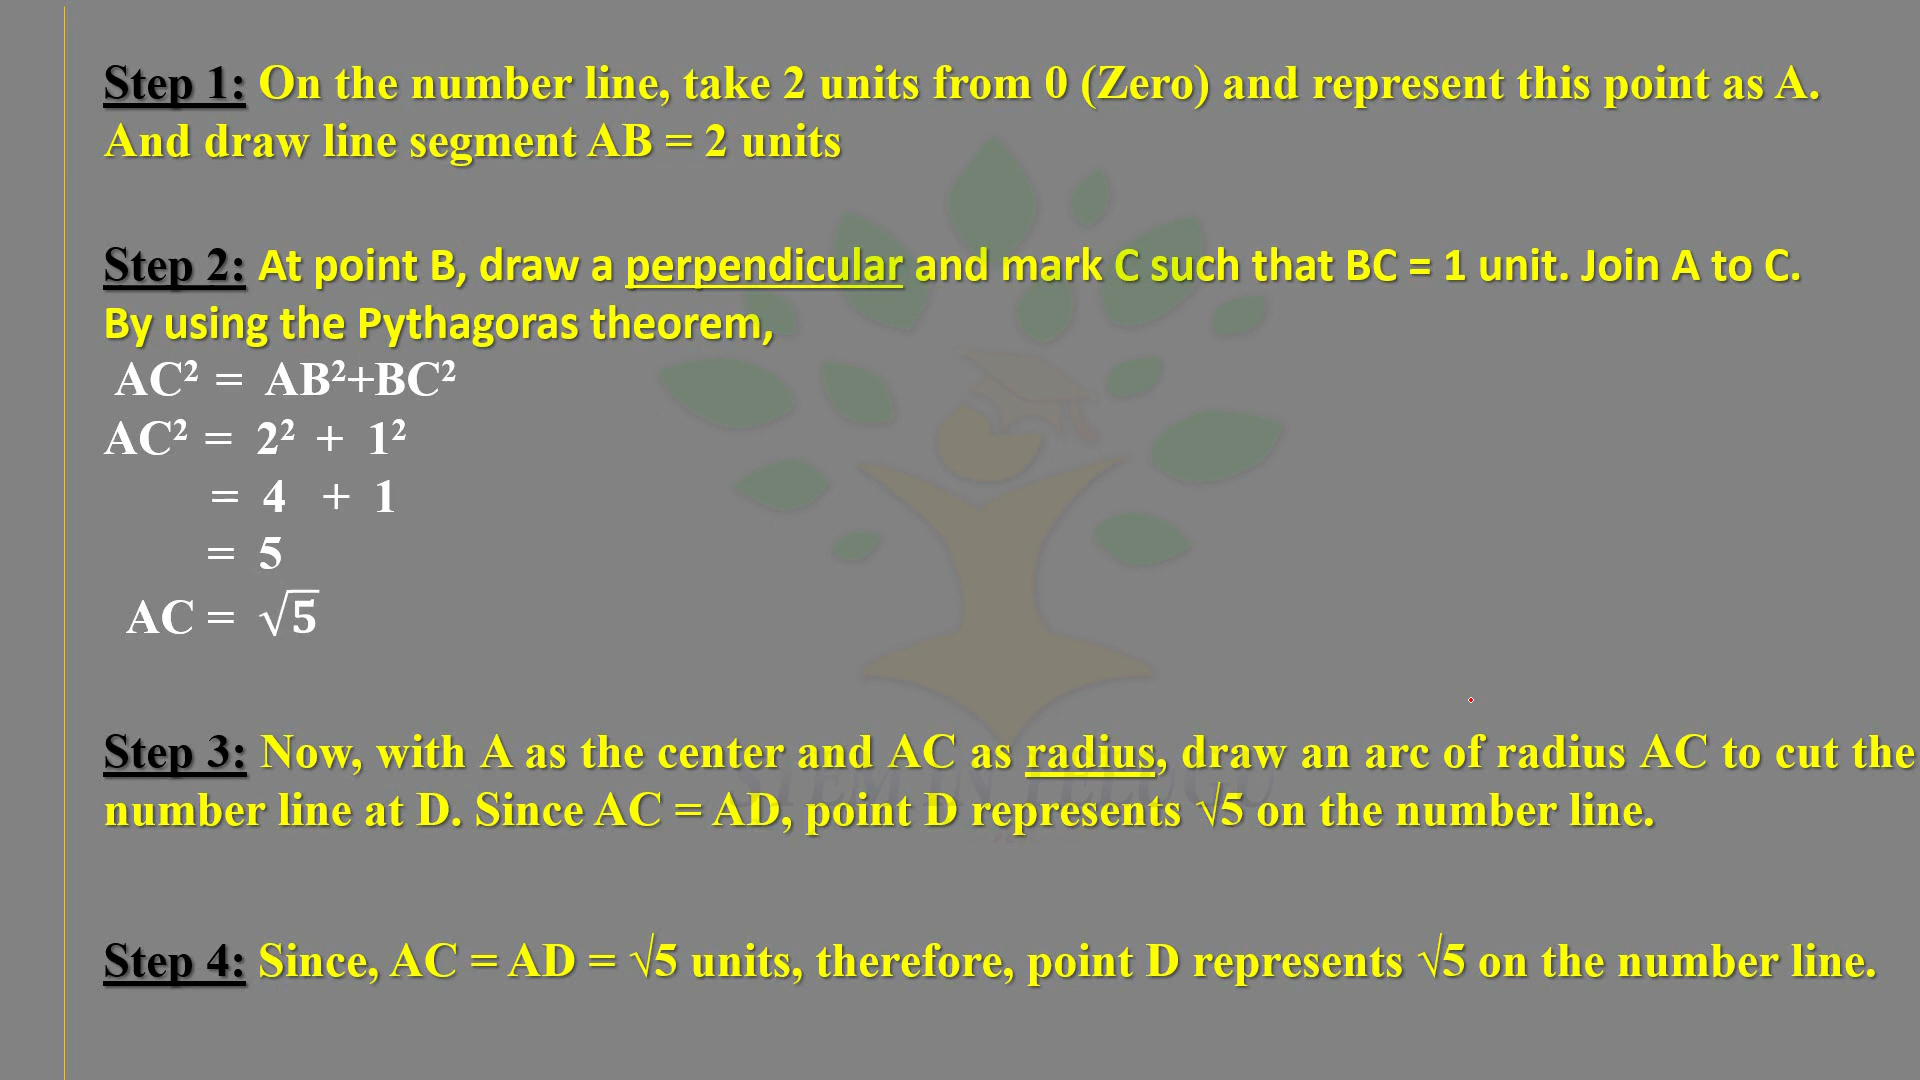 Step 1: On the number line, take 2 units from 0 (Zero) and represent this point as A.
And draw line segment AB = 2 units
Step 2: At point B, draw a perpendicular and mark C such that BC = 1 unit. Join A to C.
By using the Pythagoras theorem,
AC² = AB²+BC²
AC² = 2² + 1²
= 4 + 1
= 5
AC = √5
Step 3: Now, with A as the center and AC as radius, draw an arc of radius AC to cut the
number line at D. Since AC = AD, point D represents √5 on the number line.
STEM IN TELUGU
Step 4: Since, AC = AD = √5 units, therefore, point D represents √5 on the number line.